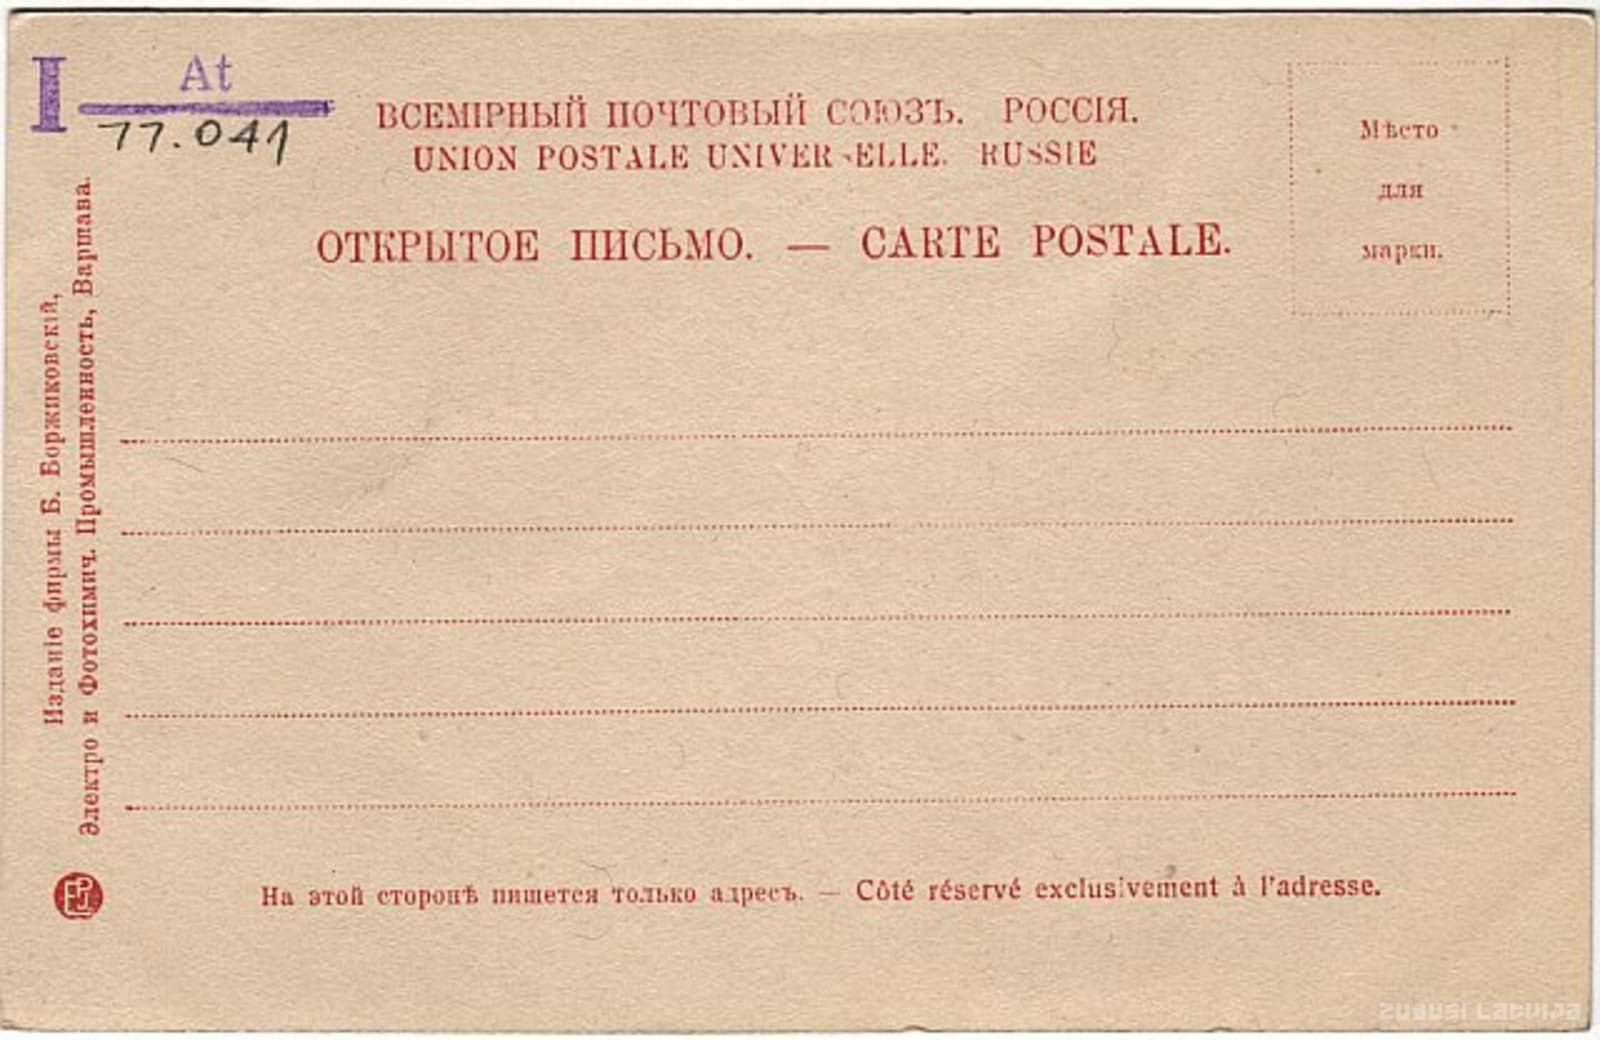 I At
77.041
ВСЕМІРНЫЙ ПОЧТОВЫЙ СОЮЗЪ. РОССІЯ.
UNION POSTALE UNIVERSELLE. RUSSIE
ОТКРЫТОЕ ПИСЬМО. — CARTE POSTALE.
Мѣсто
для
марки.
Изданіе фирмы Б. Боржиковскій,
Электро и Фотохимич. Промышленность, Варшава.
На этой сторонѣ пишется только адресъ. — Côté réservé exclusivement à l'adresse.
ZUDUSI LATVIJA